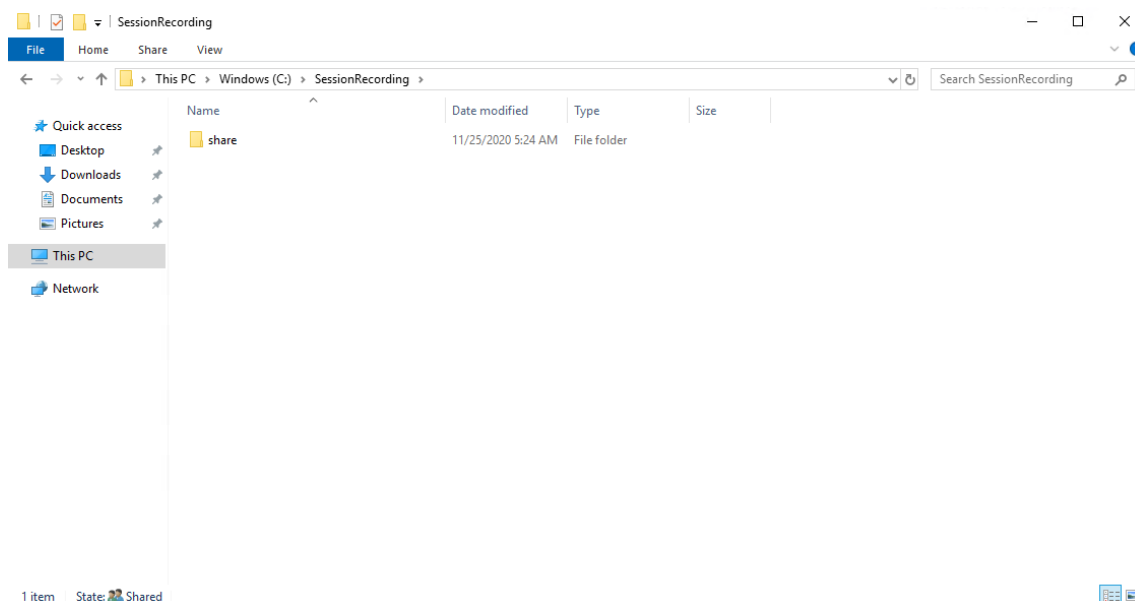 SessionRecording
File Home Share View
This PC > Windows (C:) > SessionRecording >
Search SessionRecording
Name Date modified Type Size
share 11/25/2020 5:24 AM File folder
Quick access
Desktop
Downloads
Documents
Pictures
This PC
Network
1 item State: Shared